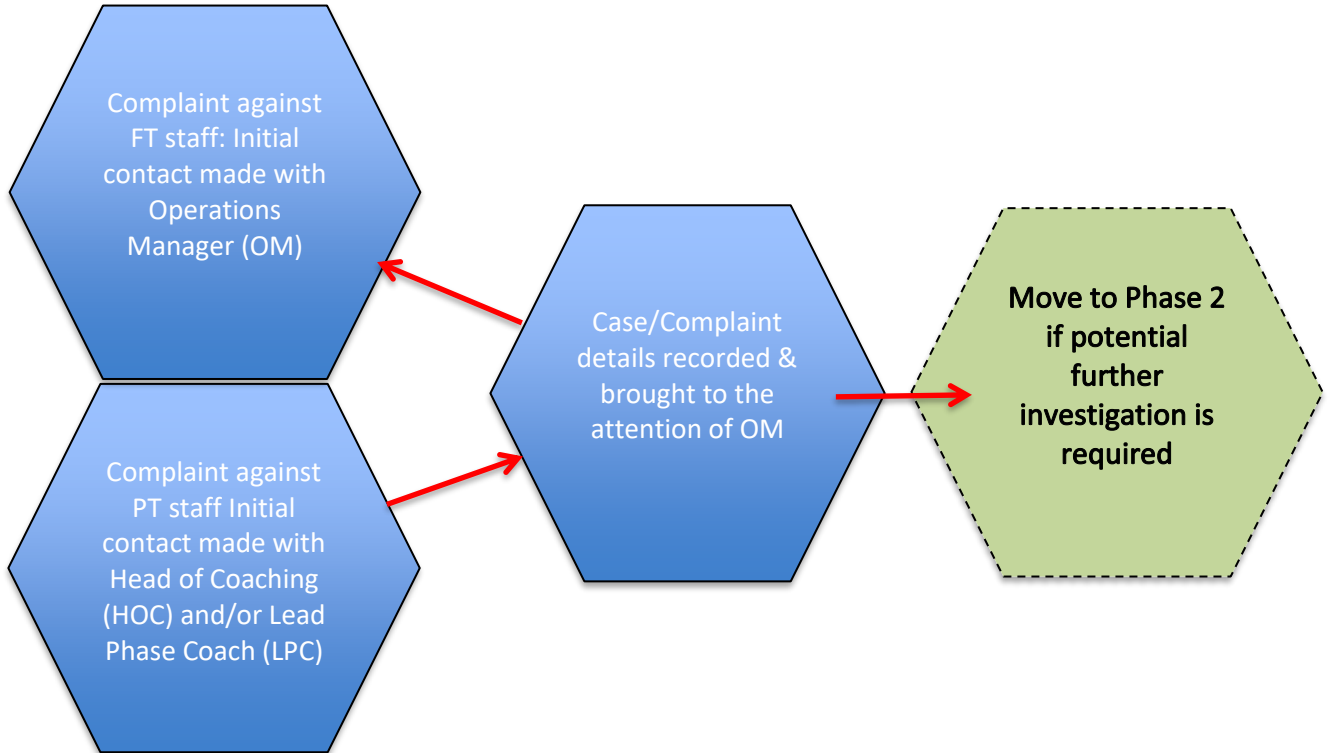 Complaint against
FT staff: Initial
contact made with
Operations
Manager (OM)
Complaint against
PT staff Initial
contact made with
Head of Coaching
(HOC) and/or Lead
Phase Coach (LPC)
Case/Complaint
details recorded &
brought to the
attention of OM
Move to Phase 2
if potential
further
investigation is
required